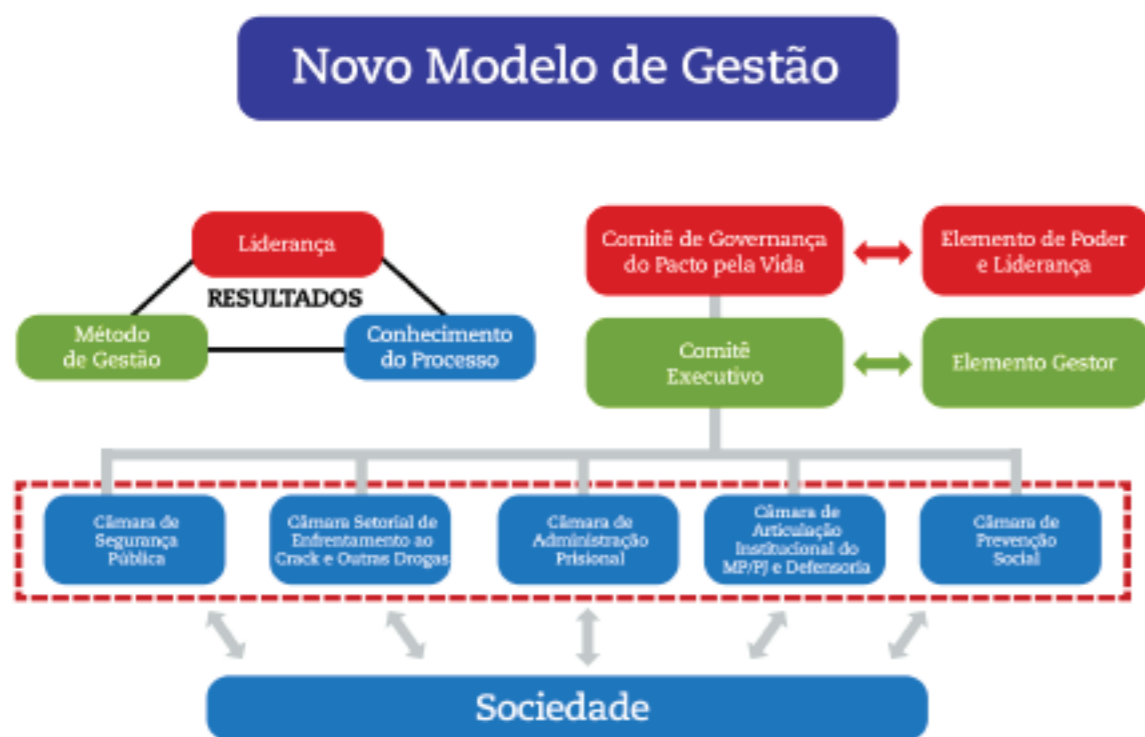 Novo Modelo de Gestão
Liderança
RESULTADOS
Método
de Gestão
Conhecimento
do Processo
Comitê de Governança
do Pacto pela Vida
Elemento de Poder
e Liderança
Comitê
Executivo
Elemento Gestor
Câmara de
Segurança
Pública
Câmara Setorial de
Enfrentamento ao
Crack e Outras Drogas
Câmara de
Administração
Prisional
Câmara de
Articulação
Institucional do
MP/PJ e Defensoria
Câmara de
Prevenção
Social
Sociedade